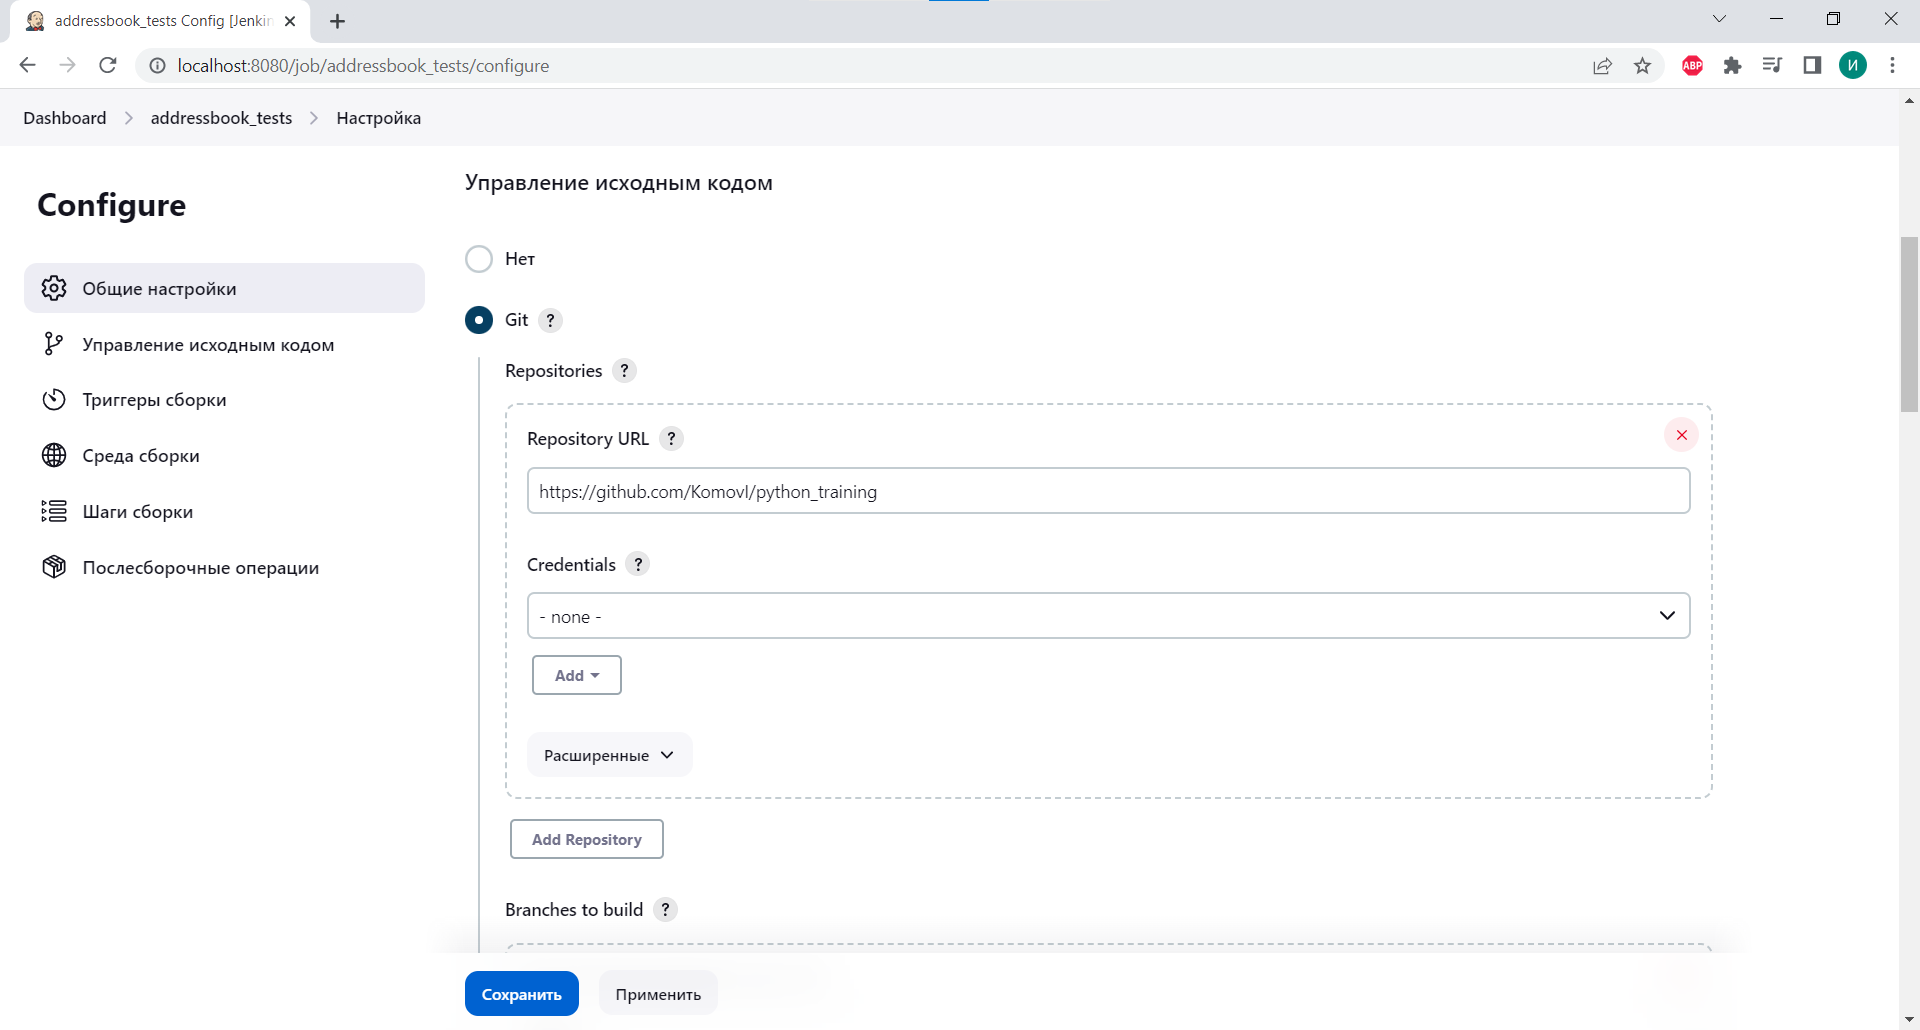 addressbook_tests Config [Jenkin
localhost:8080/job/addressbook_tests/configure
ABP
И
Dashboard
addressbook_tests
Настройка
Configure
Общие настройки
Управление исходным кодом
Триггеры сборки
Среда сборки
Шаги сборки
Послесборочные операции
Управление исходным кодом
Нет
Git ?
Repositories ?
Repository URL ?
https://github.com/KomovI/python_training
Credentials ?
- none -
Add
Расширенные
Add Repository
Branches to build ?
Сохранить
Применить